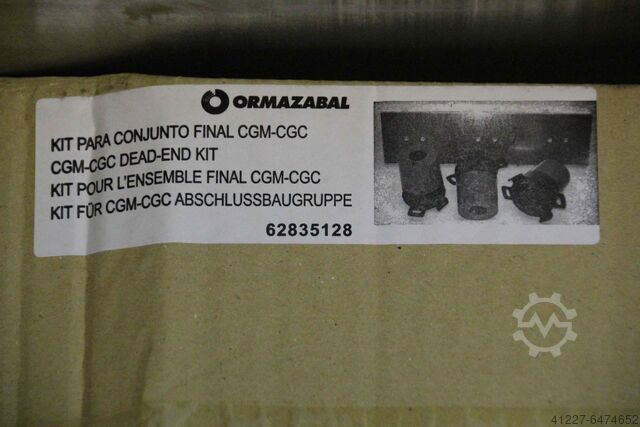 ORMAZABAL
KIT PARA CONJUNTO FINAL CGM-CGC
CGM-CGC DEAD-END KIT
KIT POUR L'ENSEMBLE FINAL CGM-CGC
KIT FÜR CGM-CGC ABSCHLUSSBAUGRUPPE
62835128
41227-6474652